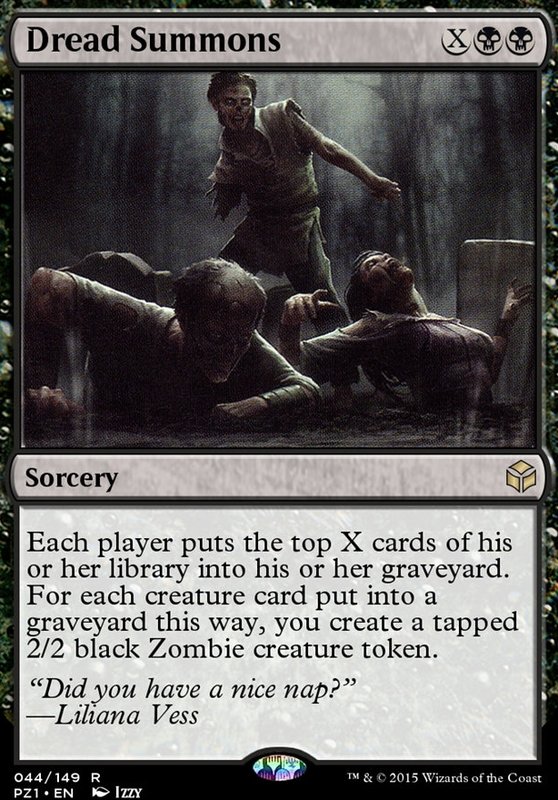 Dread Summons X
Sorcery
Each player puts the top X cards of his
or her library into his or her graveyard.
For each creature card put into a
graveyard this way, you create a tapped
2/2 black Zombie creature token.
“Did you have a nice nap?”
—Liliana Vess
044/149 R
PZ1 • EN Izzy
™ & © 2015 Wizards of the Coast